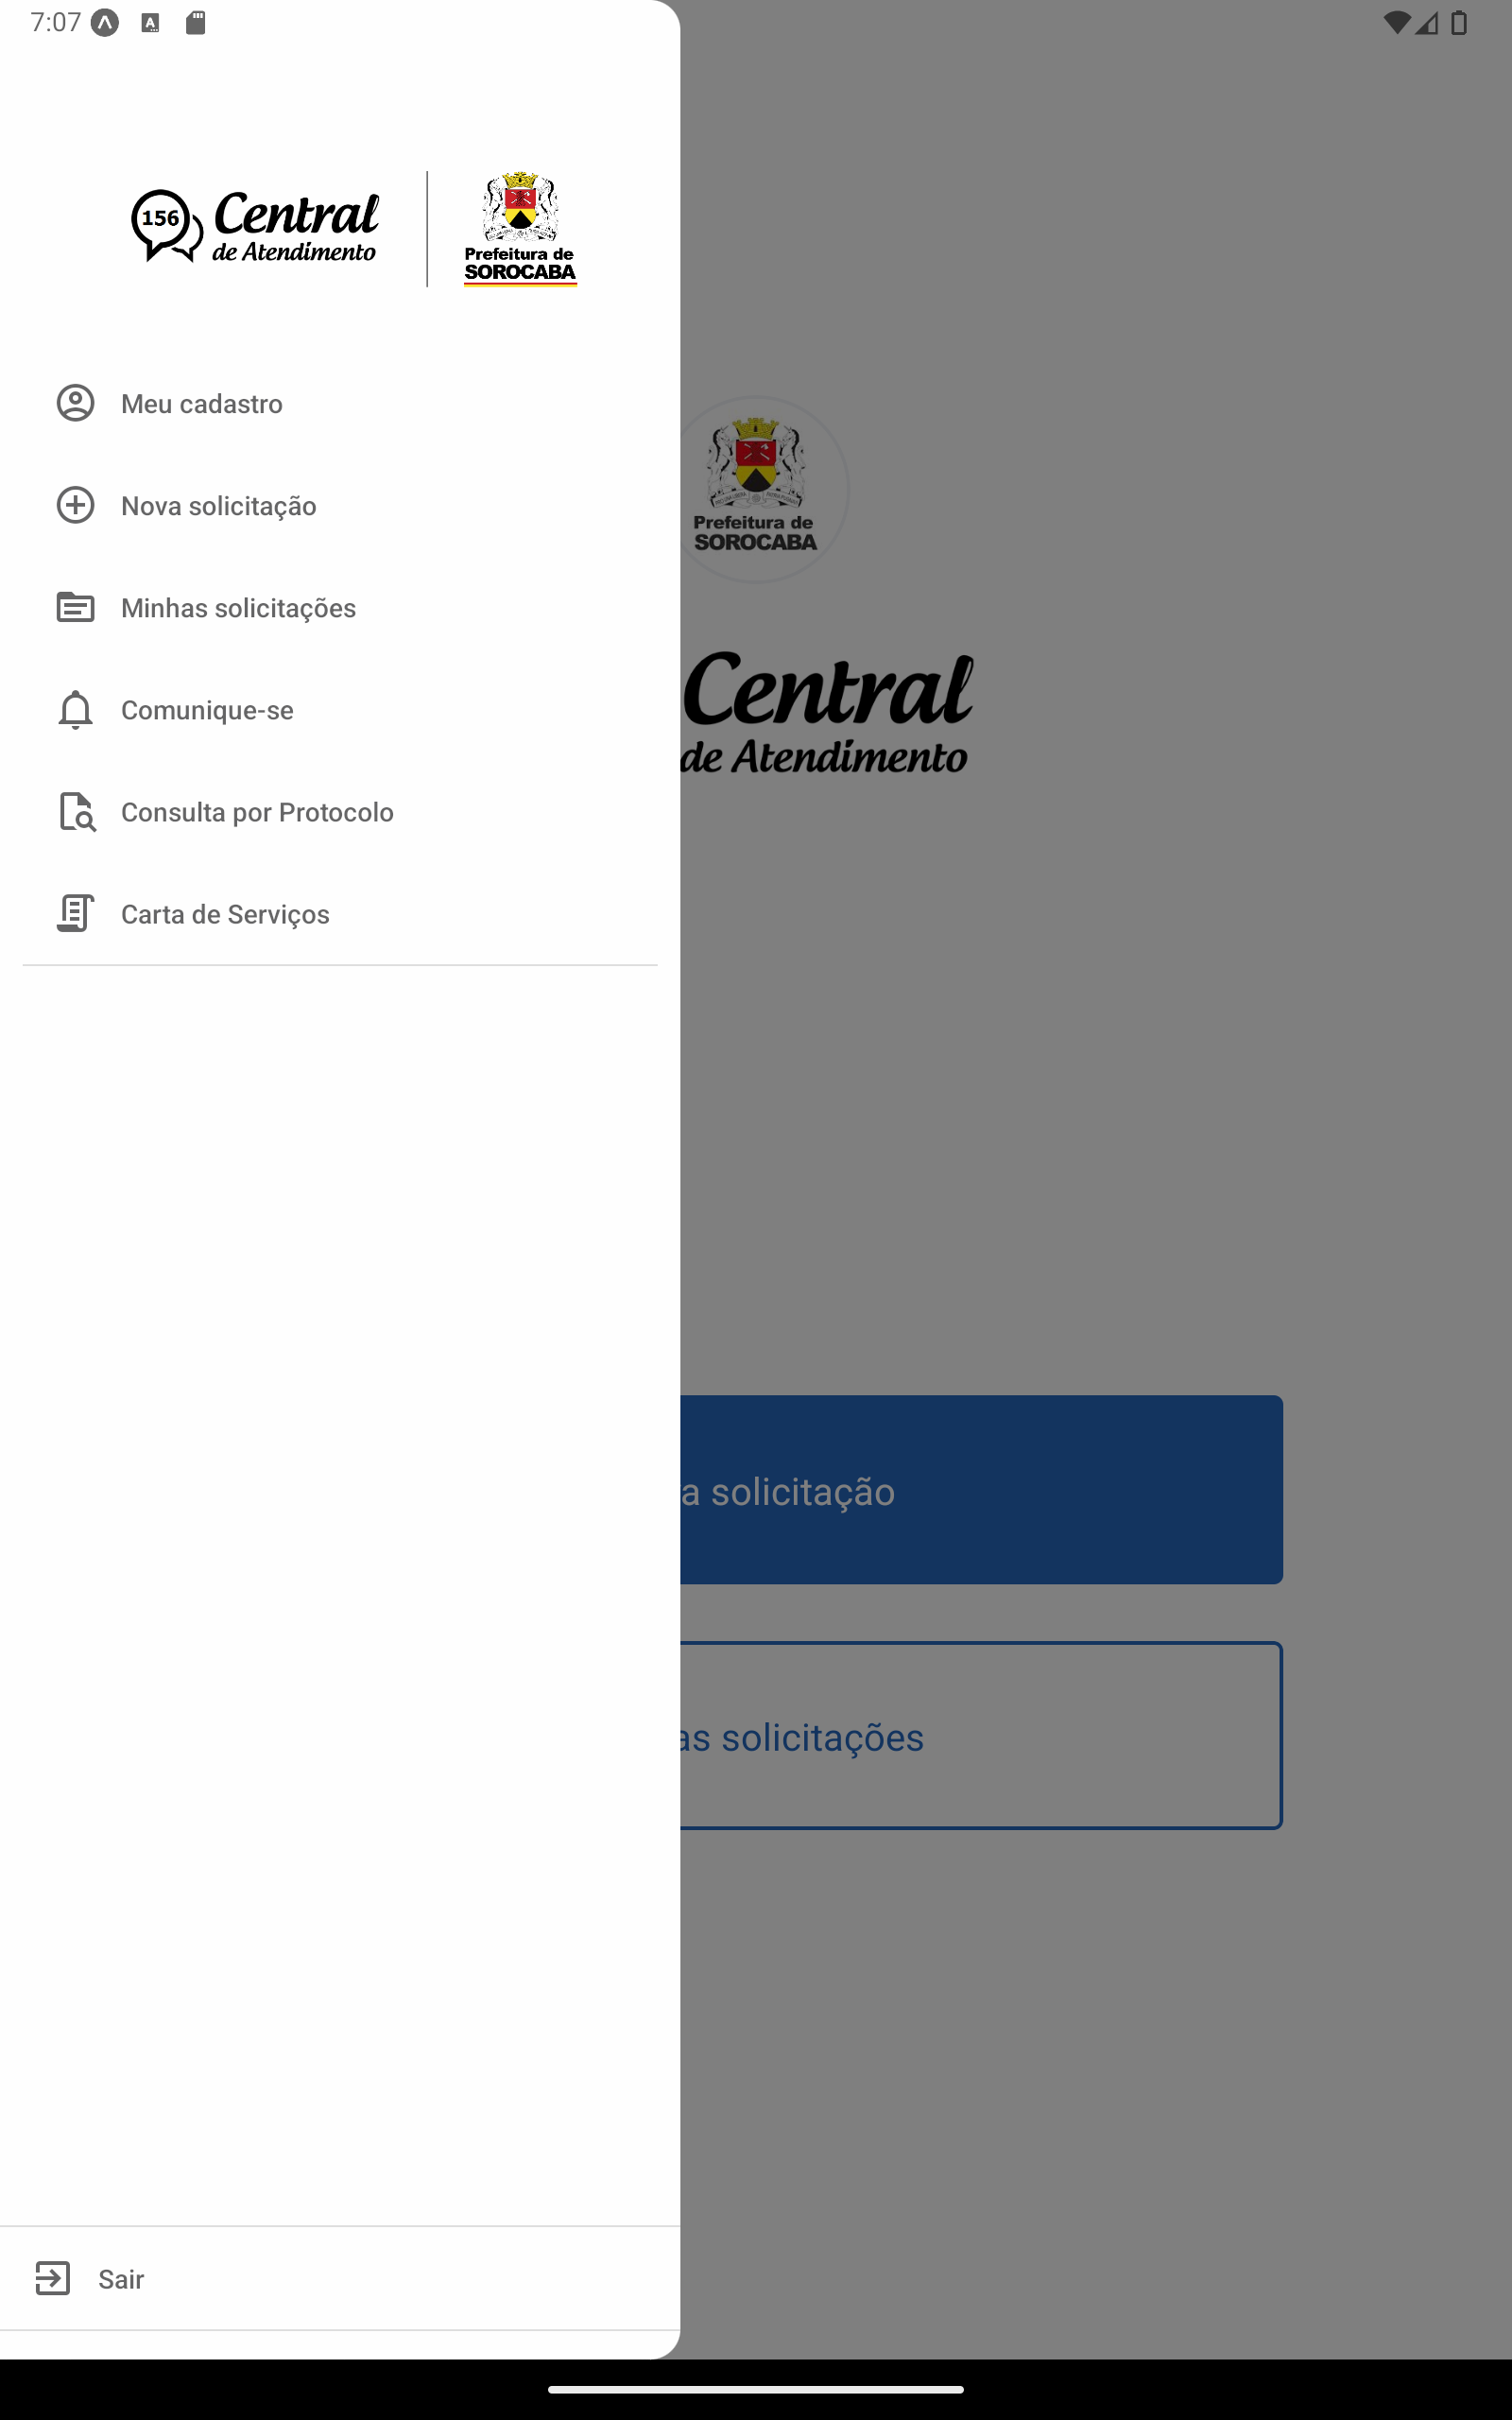 7:07
156
Central
de Atendimento
Prefeitura de
SOROCABA
Meu cadastro
Nova solicitação
Minhas solicitações
Comunique-se
Consulta por Protocolo
Carta de Serviços
Sair
Prefeitura de
SOROCABA
Central
de Atendimento
a solicitação
as solicitações